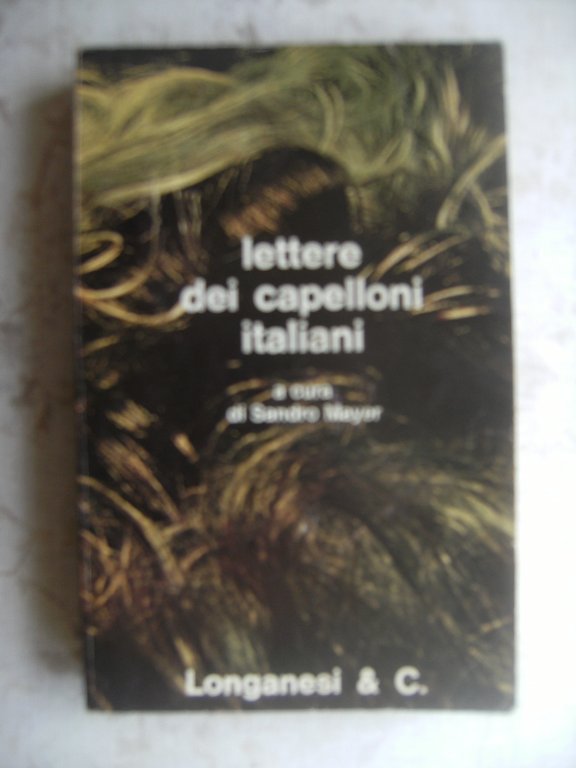 lettere
dei capelloni
italiani
a cura
di Sandro Mayer
Longanesi & C.